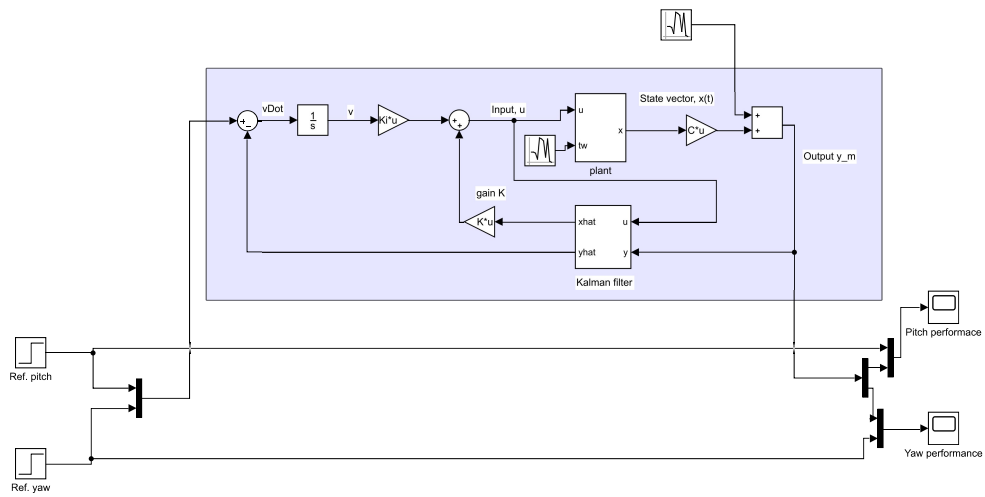 vDot
1
s
v
Ki*u
Input, u
u
tw
x
plant
State vector, x(t)
C*u
+
+
Output y_m
+
−
+
+
gain K
K*u
xhat
u
yhat
y
Kalman filter
Pitch performace
Ref. pitch
Yaw performance
Ref. yaw